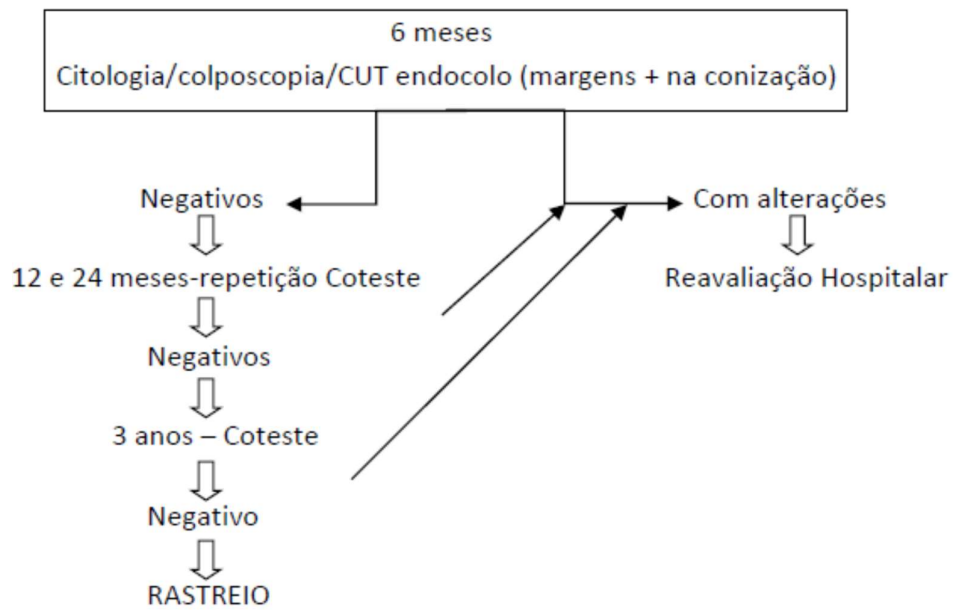 6 meses
Citologia/colposcopia/CUT endocolo (margens + na conização)
Negativos
Com alterações
12 e 24 meses-repetição Coteste
Reavaliação Hospitalar
Negativos
3 anos – Coteste
Negativo
RASTREIO